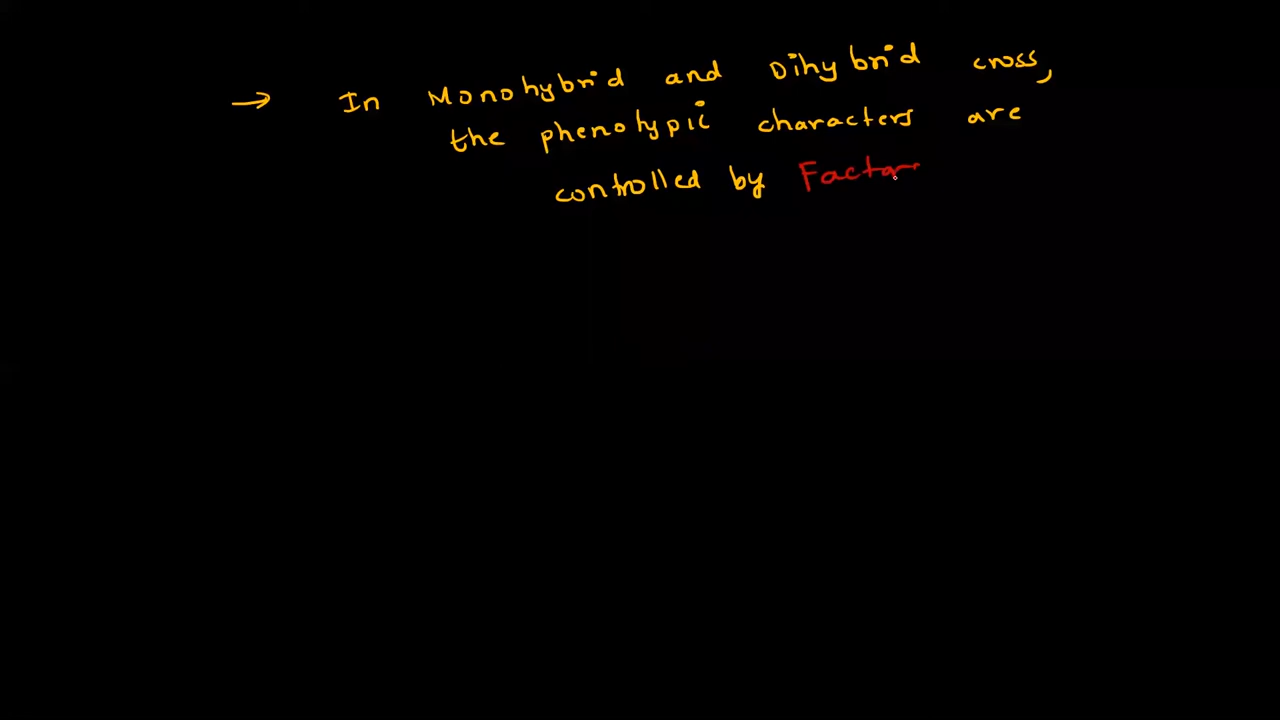 → In Monohybrid and Dihybrid cross,
the phenotypic characters are
controlled by Factor